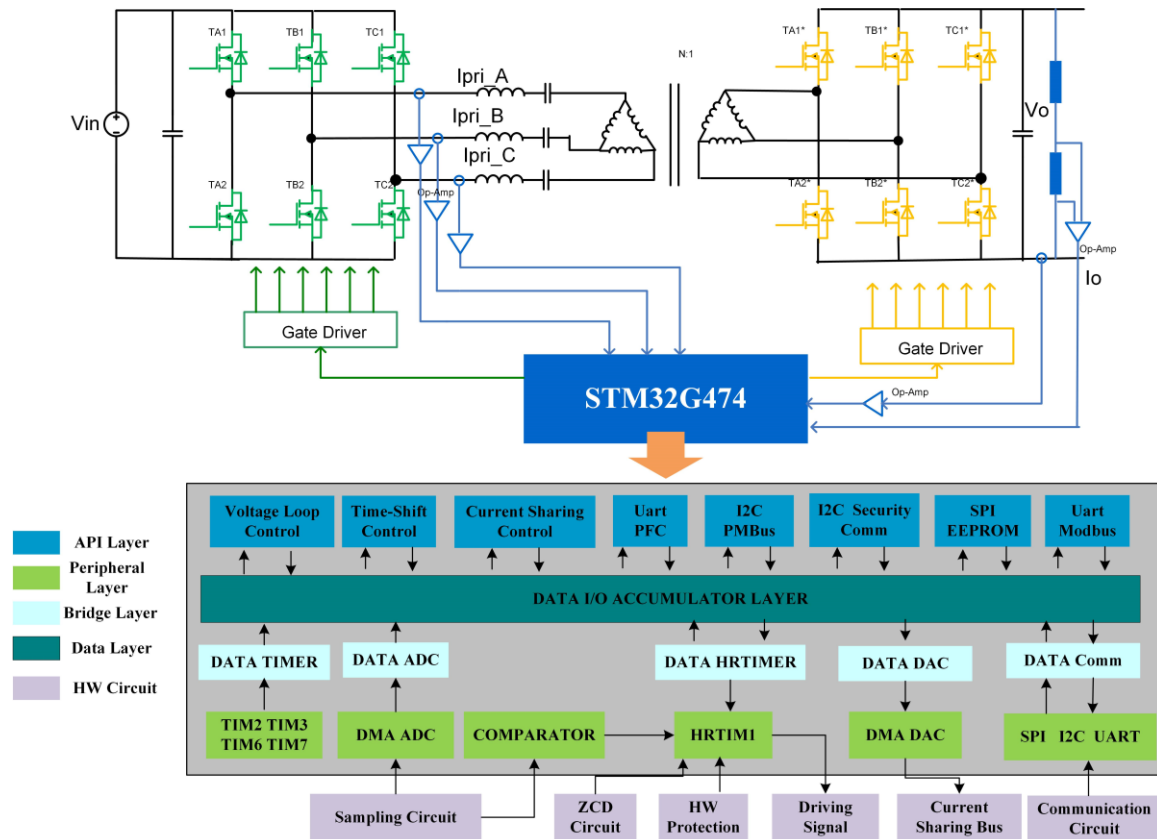 TA1
TB1
TC1
N:1
TA1*
TB1*
TC1*
Ipri_A
Vin
Vo
Ipri_B
Ipri_C
TA2
TB2
TC2
Op-Amp
TA2*
TB2*
TC2*
Op-Amp
Io
Gate Driver
Gate Driver
STM32G474
Op-Amp
Voltage Loop
Control
Time-Shift
Control
Current Sharing
Control
Uart
PFC
I2C
PMBus
I2C Security
Comm
SPI
EEPROM
Uart
Modbus
API Layer
Peripheral
Layer
Bridge Layer
Data Layer
HW Circuit
DATA I/O ACCUMULATOR LAYER
DATA TIMER
DATA ADC
DATA HRTIMER
DATA DAC
DATA Comm
TIM2 TIM3
TIM6 TIM7
DMA ADC
COMPARATOR
HRTIM1
DMA DAC
SPI I2C UART
Sampling Circuit
ZCD
Circuit
HW
Protection
Driving
Signal
Current
Sharing Bus
Communication
Circuit